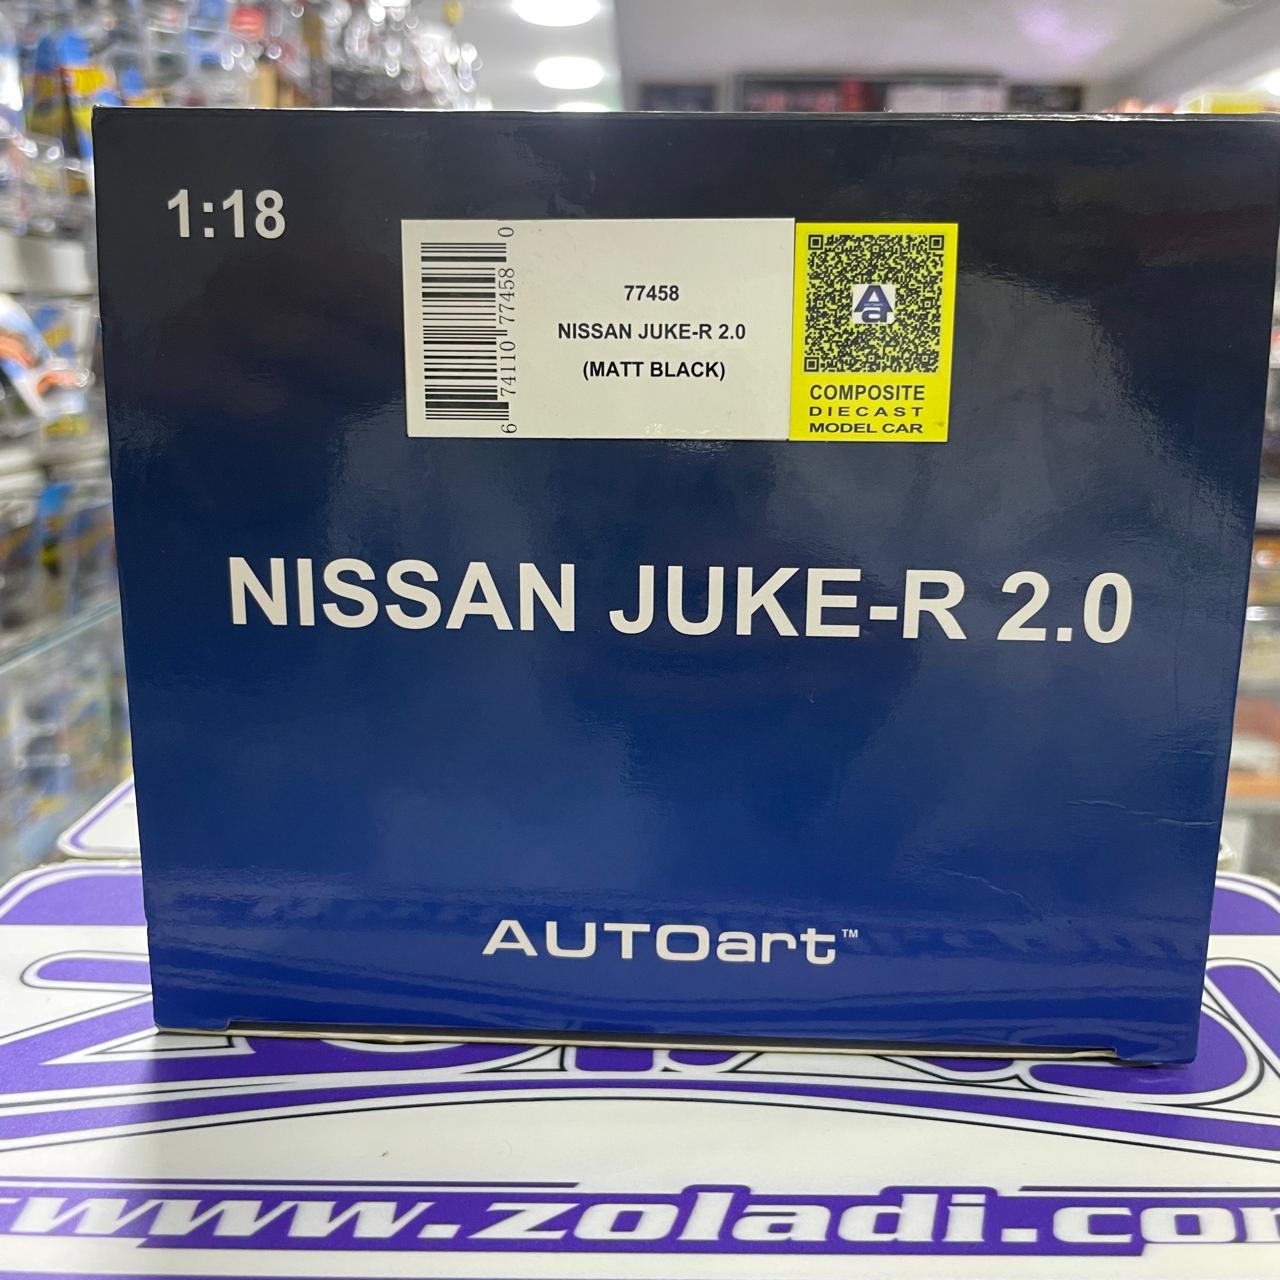 1:18
6 74110 77458 0
77458
NISSAN JUKE-R 2.0
(MATT BLACK)
COMPOSITE
DIECAST
MODEL CAR
NISSAN JUKE-R 2.0
AUTOart™
www.zoladi.co